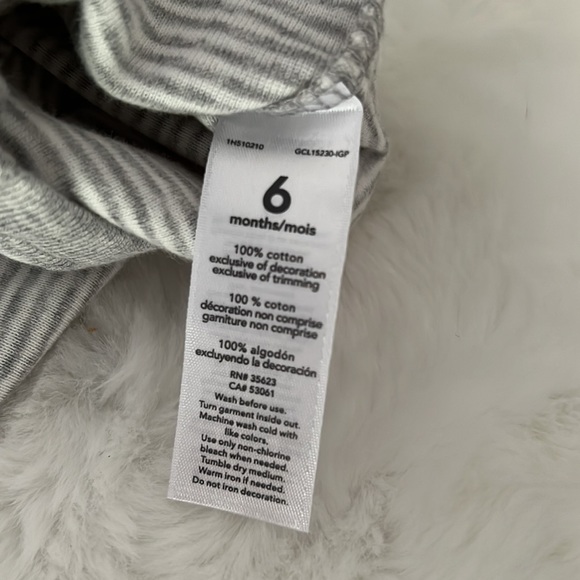 1N510210 GCL15230-IGP
6
months/mois
100% cotton
exclusive of decoration
exclusive of trimming
100 % coton
décoration non comprise
garniture non comprise
100% algodón
excluyendo la decoración
RN# 35623
CA# 53061
Wash before use.
Turn garment inside out.
Machine wash cold with
like colors.
Use only non-chlorine
bleach when needed.
Tumble dry medium.
Warm iron if needed.
Do not iron decoration.